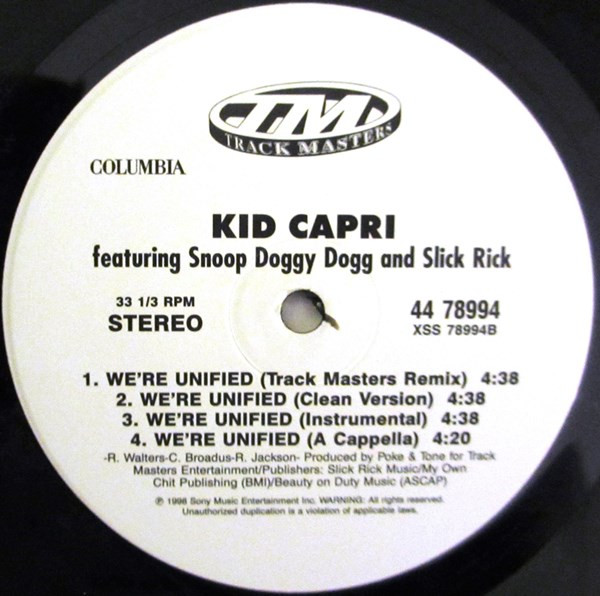 TM
TRACK MASTERS
COLUMBIA
KID CAPRI
featuring Snoop Doggy Dogg and Slick Rick
33 1/3 RPM
STEREO
44 78994
XSS 78994B
1. WE'RE UNIFIED (Track Masters Remix) 4:38
2. WE'RE UNIFIED (Clean Version) 4:38
3. WE'RE UNIFIED (Instrumental) 4:38
4. WE'RE UNIFIED (A Cappella) 4:20
-R. Walters-C. Broadus-R. Jackson- Produced by Poke & Tone for Track
Masters Entertainment/Publishers: Slick Rick Music/My Own
Chit Publishing (BMI)/Beauty on Duty Music (ASCAP)
℗ 1998 Sony Music Entertainment Inc. WARNING: All rights reserved.
Unauthorized duplication is a violation of applicable laws.